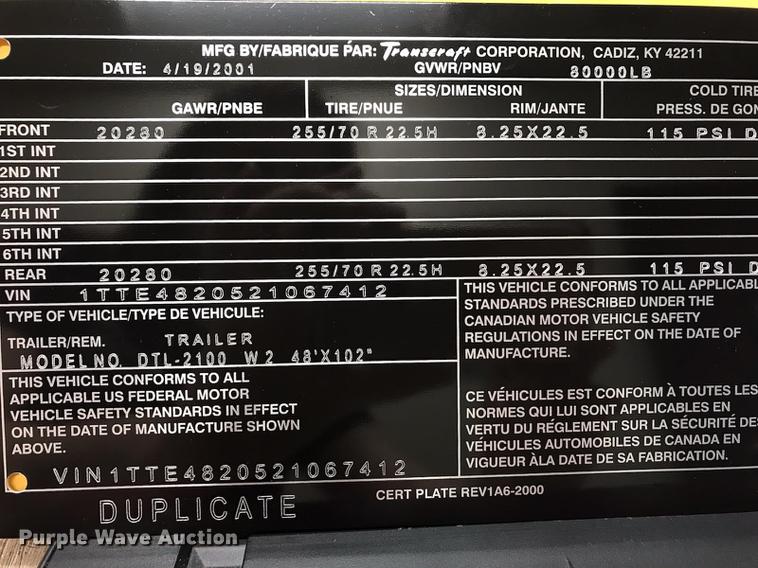 MFG BY/FABRIQUE PAR: Transcraft CORPORATION, CADIZ, KY 42211
DATE: 4/19/2001 GVWR/PNBV 80000LB
SIZES/DIMENSION COLD TIRE
GAWR/PNBE TIRE/PNUE RIM/JANTE PRESS. DE GON
FRONT 20280 255/70 R 22.5H 8.25X22.5 115 PSI D
1ST INT
2ND INT
3RD INT
4TH INT
5TH INT
6TH INT
REAR 20280 255/70 R 22.5H 8.25X22.5 115 PSI D
VIN 1TTE4820521067412
TYPE OF VEHICLE/TYPE DE VEHICULE:
TRAILER/REM. TRAILER
MODEL NO. DTL-2100 W2 48'X102"
THIS VEHICLE CONFORMS TO ALL
APPLICABLE US FEDERAL MOTOR
VEHICLE SAFETY STANDARDS IN EFFECT
ON THE DATE OF MANUFACTURE SHOWN
ABOVE.
THIS VEHICLE CONFORMS TO ALL APPLICABL
STANDARDS PRESCRIBED UNDER THE
CANADIAN MOTOR VEHICLE SAFETY
REGULATIONS IN EFFECT ON THE DATE OF
MANUFACTURE.
CE VÉHICULES EST CONFORM À TOUTES LES
NORMES QUI LUI SONT APPLICABLES EN
VERTU DU RÉGLEMENT SUR LA SÉCURITÉ DES
VÉHICULES AUTOMOBILES DE CANADA EN
VIGUEUR ÀLA DATE DE SA FABRICATION.
VIN1TTE4820521067412
DUPLICATE
CERT PLATE REV1A6-2000
Purple Wave Auction